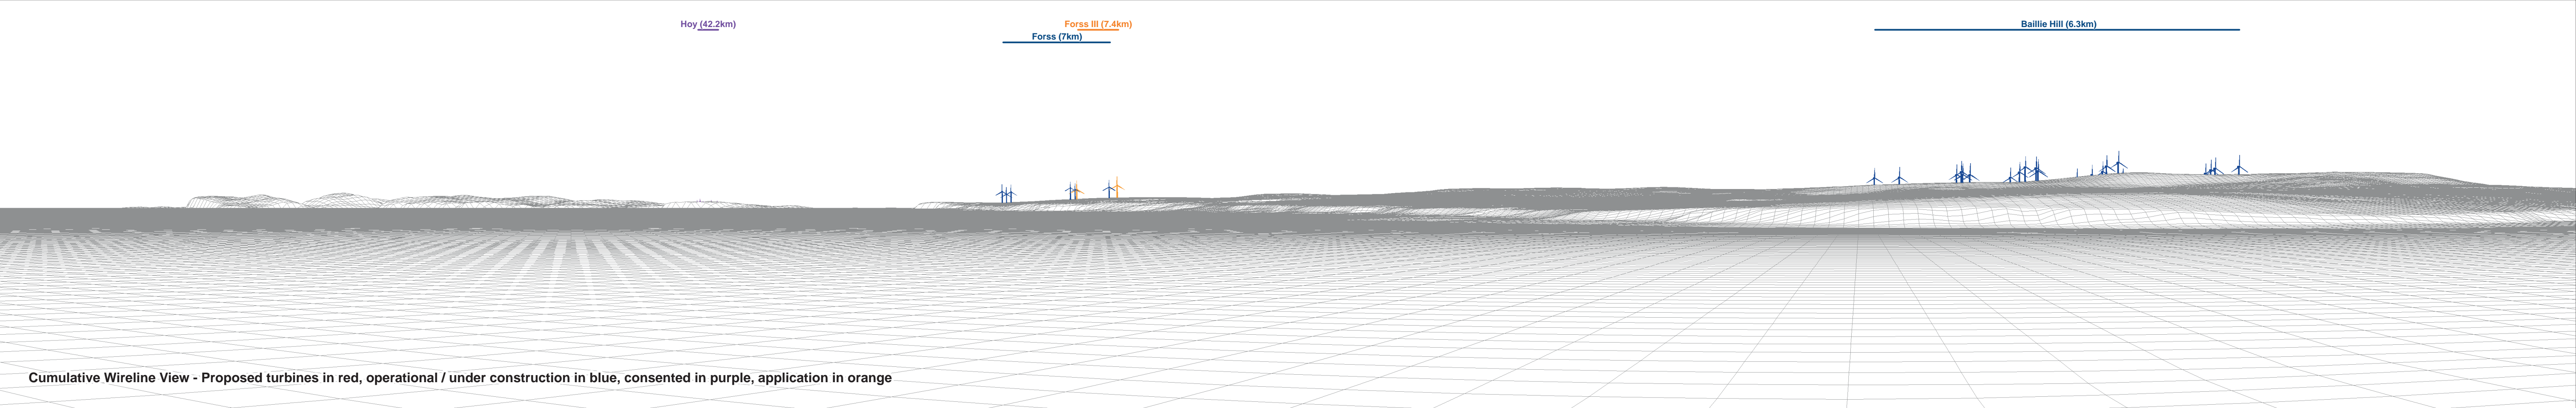 Hoy (42.2km)
Forss III (7.4km)
Baillie Hill (6.3km)
Forss (7km)
Cumulative Wireline View - Proposed turbines in red, operational / under construction in blue, consented in purple, application in orange